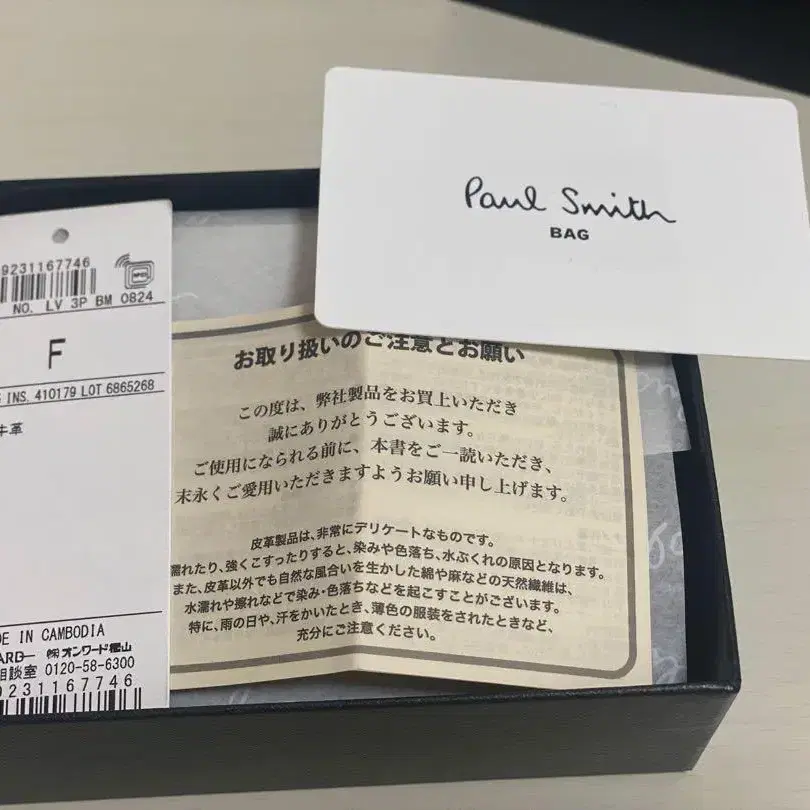 Paul Smith
BAG
9231167746
NO. LV 3P BM 0824
F
INS. 410179 LOT 6865268
牛革
IN CAMBODIA
㈱オンワード樫山
相談室 0120-58-6300
9231167746
お取り扱いのご注意とお願い
この度は、弊社製品をお買上いただき
誠にありがとうございます。
ご使用になられる前に、本書をご一読いただき、
末永くご愛用いただきますようお願い申し上げます。
皮革製品は、非常にデリケートなものです。
濡れたり、強くこすったりすると、染みや色落ち、水ぶくれの原因となります。
また、皮革以外でも自然な風合いを生かした綿や麻などの天然繊維は、
水濡れや擦れなどで染み・色落ちなどを起こすことがございます。
特に、雨の日や、汗をかいたとき、薄色の服装をされたときなど、
充分にご注意ください。